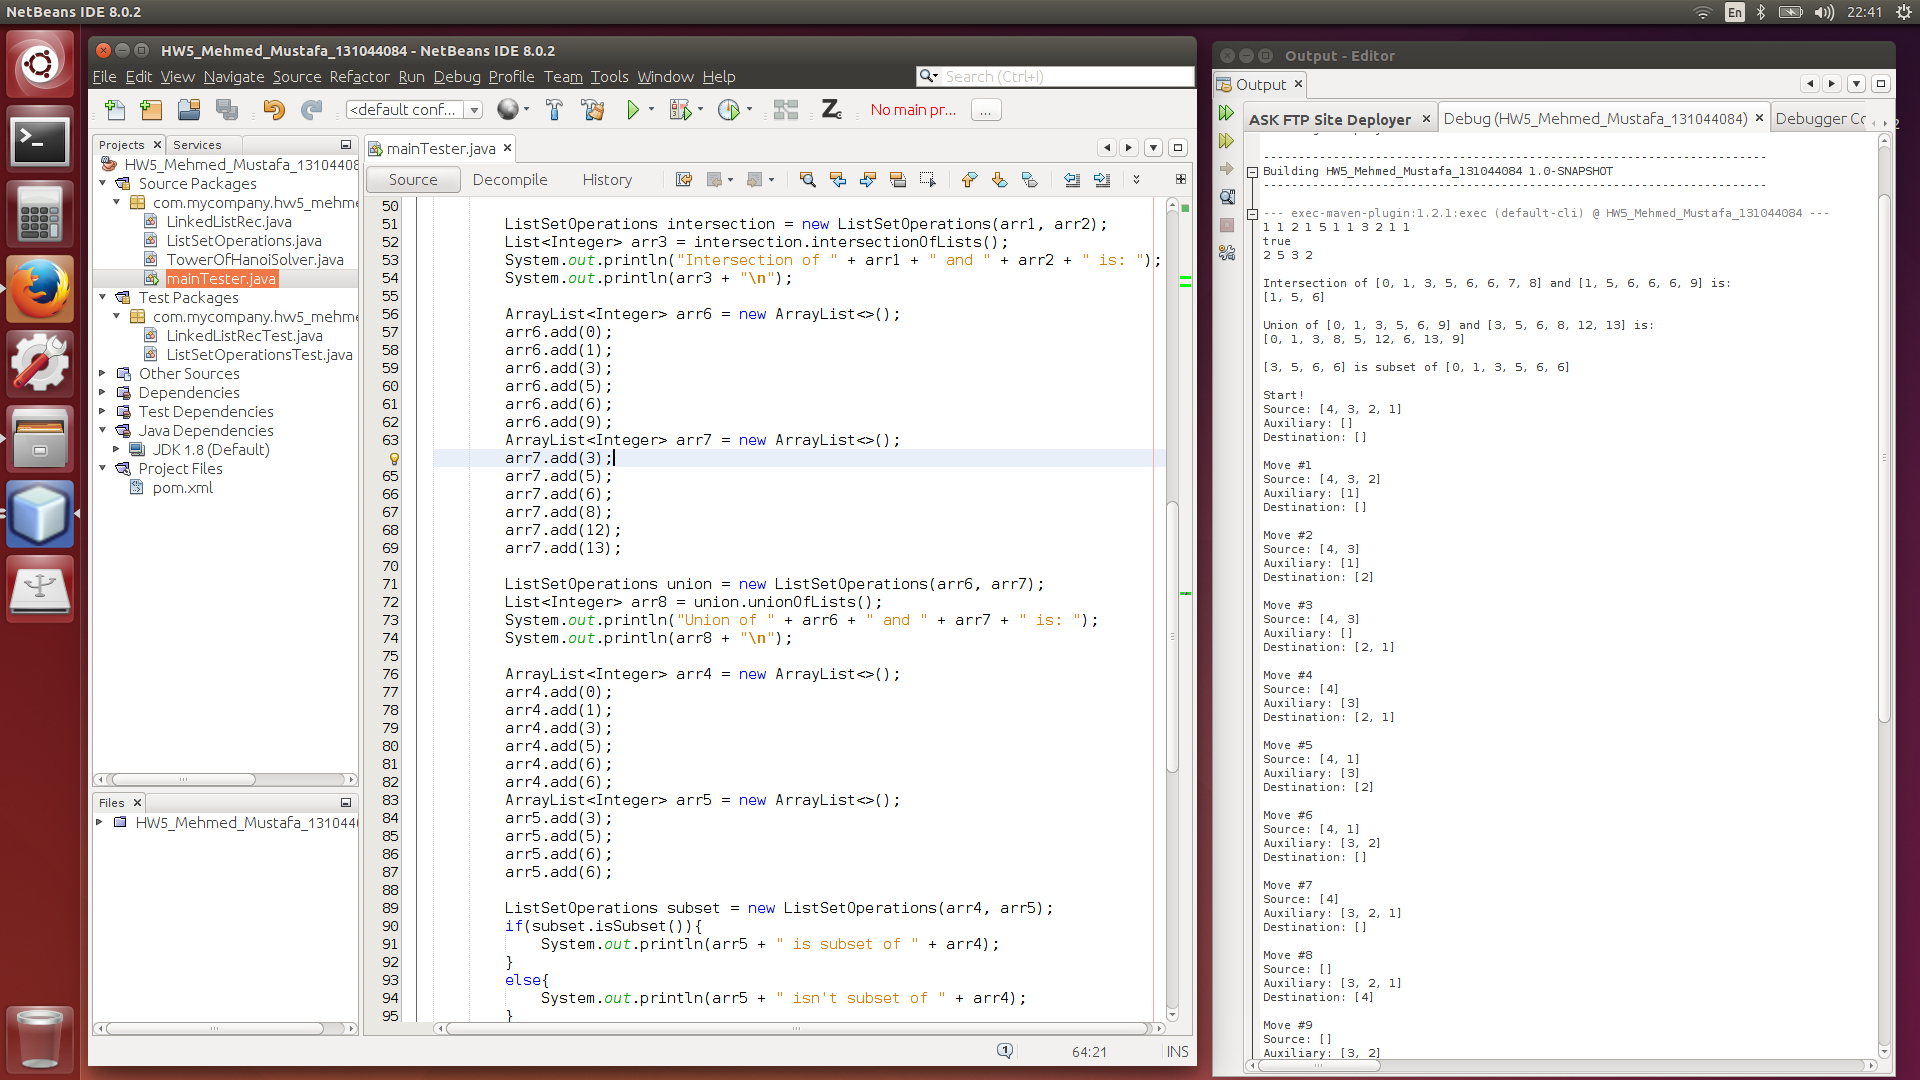 NetBeans IDE 8.0.2
En
22:41
HW5_Mehmed_Mustafa_131044084 - NetBeans IDE 8.0.2
File Edit View Navigate Source Refactor Run Debug Profile Team Tools Window Help
Search (Ctrl+I)
<default conf...
No main pr...
...
Projects
Services
HW5_Mehmed_Mustafa_13104408
Source Packages
com.mycompany.hw5_mehme
LinkedListRec.java
ListSetOperations.java
TowerOfHanoiSolver.java
mainTester.java
Test Packages
com.mycompany.hw5_mehme
LinkedListRecTest.java
ListSetOperationsTest.java
Other Sources
Dependencies
Test Dependencies
Java Dependencies
JDK 1.8 (Default)
Project Files
pom.xml
Files
HW5_Mehmed_Mustafa_131044
mainTester.java
Source Decompile History
50
51 ListSetOperations intersection = new ListSetOperations(arr1, arr2);
52 List<Integer> arr3 = intersection.intersectionOfLists();
53 System.out.println("Intersection of " + arr1 + " and " + arr2 + " is: ");
54 System.out.println(arr3 + "\n");
55
56 ArrayList<Integer> arr6 = new ArrayList<>();
57 arr6.add(0);
58 arr6.add(1);
59 arr6.add(3);
60 arr6.add(5);
61 arr6.add(6);
62 arr6.add(9);
63 ArrayList<Integer> arr7 = new ArrayList<>();
arr7.add(3);
65 arr7.add(5);
66 arr7.add(6);
67 arr7.add(8);
68 arr7.add(12);
69 arr7.add(13);
70
71 ListSetOperations union = new ListSetOperations(arr6, arr7);
72 List<Integer> arr8 = union.unionOfLists();
73 System.out.println("Union of " + arr6 + " and " + arr7 + " is: ");
74 System.out.println(arr8 + "\n");
75
76 ArrayList<Integer> arr4 = new ArrayList<>();
77 arr4.add(0);
78 arr4.add(1);
79 arr4.add(3);
80 arr4.add(5);
81 arr4.add(6);
82 arr4.add(6);
83 ArrayList<Integer> arr5 = new ArrayList<>();
84 arr5.add(3);
85 arr5.add(5);
86 arr5.add(6);
87 arr5.add(6);
88
89 ListSetOperations subset = new ListSetOperations(arr4, arr5);
90 if(subset.isSubset()){
91 System.out.println(arr5 + " is subset of " + arr4);
92 }
93 else{
94 System.out.println(arr5 + " isn't subset of " + arr4);
95 }
64:21
INS
Output - Editor
Output
ASK FTP Site Deployer
Debug (HW5_Mehmed_Mustafa_131044084)
Debugger Co
------------------------------------------------------------------------
Building HW5_Mehmed_Mustafa_131044084 1.0-SNAPSHOT
------------------------------------------------------------------------
--- exec-maven-plugin:1.2.1:exec (default-cli) @ HW5_Mehmed_Mustafa_131044084 ---
1 1 2 1 5 1 1 3 2 1 1
true
2 5 3 2
Intersection of [0, 1, 3, 5, 6, 6, 7, 8] and [1, 5, 6, 6, 6, 9] is:
[1, 5, 6]
Union of [0, 1, 3, 5, 6, 9] and [3, 5, 6, 8, 12, 13] is:
[0, 1, 3, 8, 5, 12, 6, 13, 9]
[3, 5, 6, 6] is subset of [0, 1, 3, 5, 6, 6]
Start!
Source: [4, 3, 2, 1]
Auxiliary: []
Destination: []
Move #1
Source: [4, 3, 2]
Auxiliary: [1]
Destination: []
Move #2
Source: [4, 3]
Auxiliary: [1]
Destination: [2]
Move #3
Source: [4, 3]
Auxiliary: []
Destination: [2, 1]
Move #4
Source: [4]
Auxiliary: [3]
Destination: [2, 1]
Move #5
Source: [4, 1]
Auxiliary: [3]
Destination: [2]
Move #6
Source: [4, 1]
Auxiliary: [3, 2]
Destination: []
Move #7
Source: [4]
Auxiliary: [3, 2, 1]
Destination: []
Move #8
Source: []
Auxiliary: [3, 2, 1]
Destination: [4]
Move #9
Source: []
Auxiliary: [3, 2]